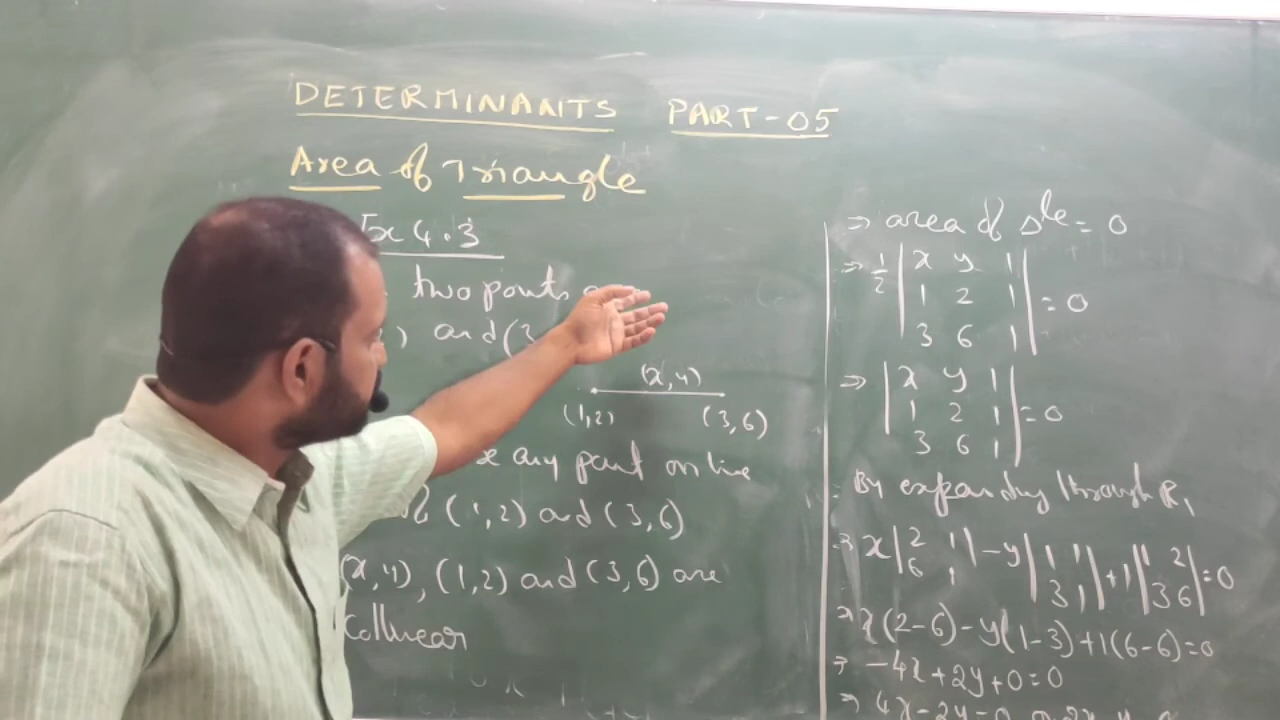 DETERMINANTS PART-05
Area of Triangle
Ex 4.3
two points
) and (3
(x,y)
(1,2) (3,6)
any point on line
(1,2) and (3,6)
(x,y), (1,2) and (3,6) are
Collinear
⇒ area of Δle = 0
⇒ 1/2 | x y 1 |
| 1 2 1 | = 0
| 3 6 1 |
⇒ | x y 1 |
| 1 2 1 | = 0
| 3 6 1 |
By expanding through R1
⇒ x | 2 1 | - y | 1 1 | + 1 | 1 2 | = 0
| 6 1 | | 3 1 | | 3 6 |
⇒ x(2-6) - y(1-3) + 1(6-6) = 0
⇒ -4x + 2y + 0 = 0
⇒ 4x - 2y = 0